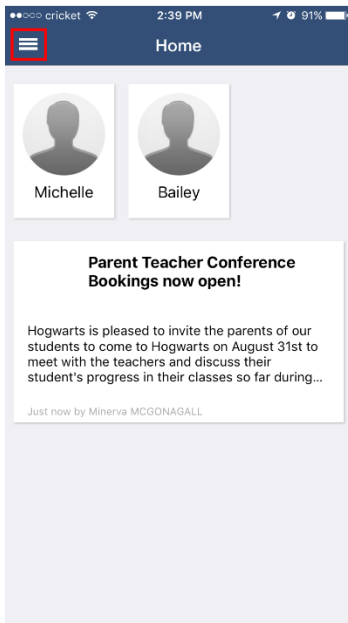 ●●○○○ cricket 2:39 PM 91%
Home
Michelle Bailey
Parent Teacher Conference
Bookings now open!
Hogwarts is pleased to invite the parents of our
students to come to Hogwarts on August 31st to
meet with the teachers and discuss their
student's progress in their classes so far during...
Just now by Minerva MCGONAGALL